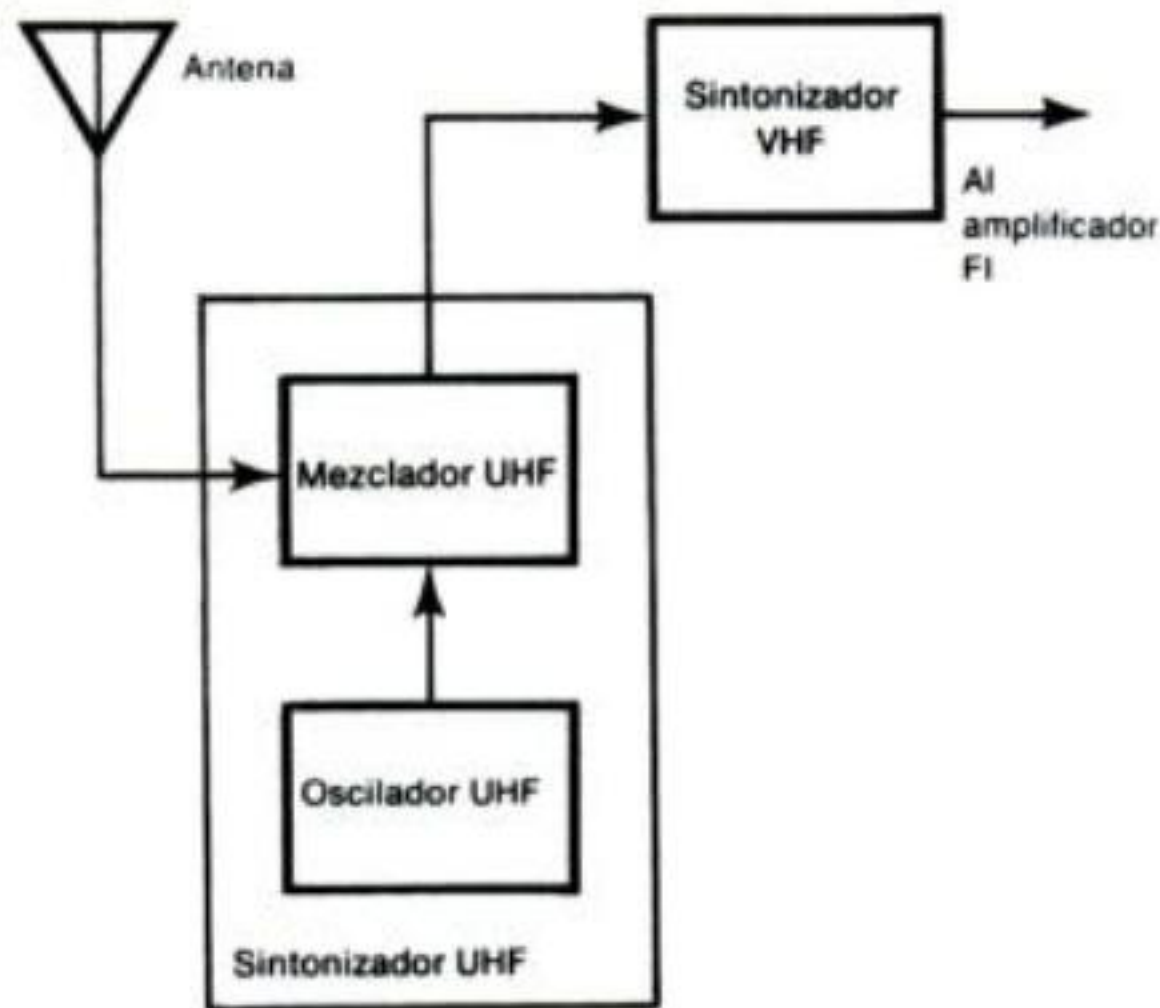 Antena
Sintonizador
VHF
Al
amplificador
FI
Mezclador UHF
Oscilador UHF
Sintonizador UHF